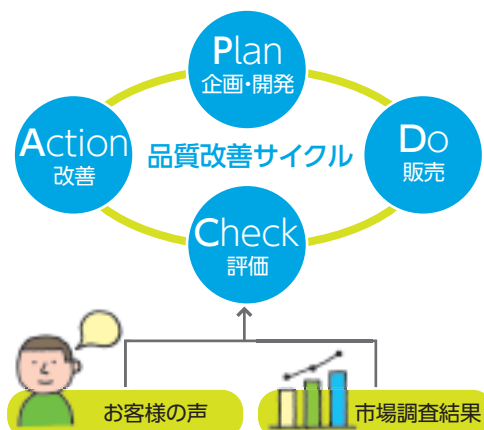 Plan
企画・開発
Action
改善
品質改善サイクル
Do
販売
Check
評価
お客様の声
市場調査結果